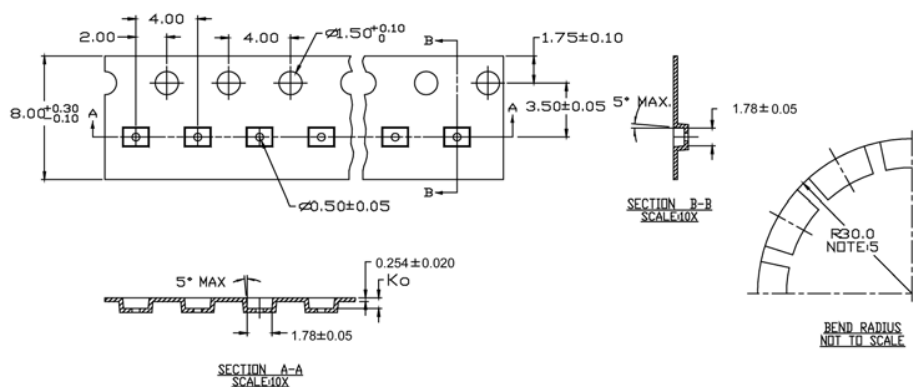 4.00
2.00
4.00
Ø1.50+0.10 0
B
1.75±0.10
8.00+0.30 -0.10
A
A
3.50±0.05
B
Ø0.50±0.05
5° MAX.
1.78±0.05
SECTION B-B
SCALE:10X
R30.0
NOTE:5
BEND RADIUS
NOT TO SCALE
5° MAX
0.254±0.020
Ko
1.78±0.05
SECTION A-A
SCALE:10X